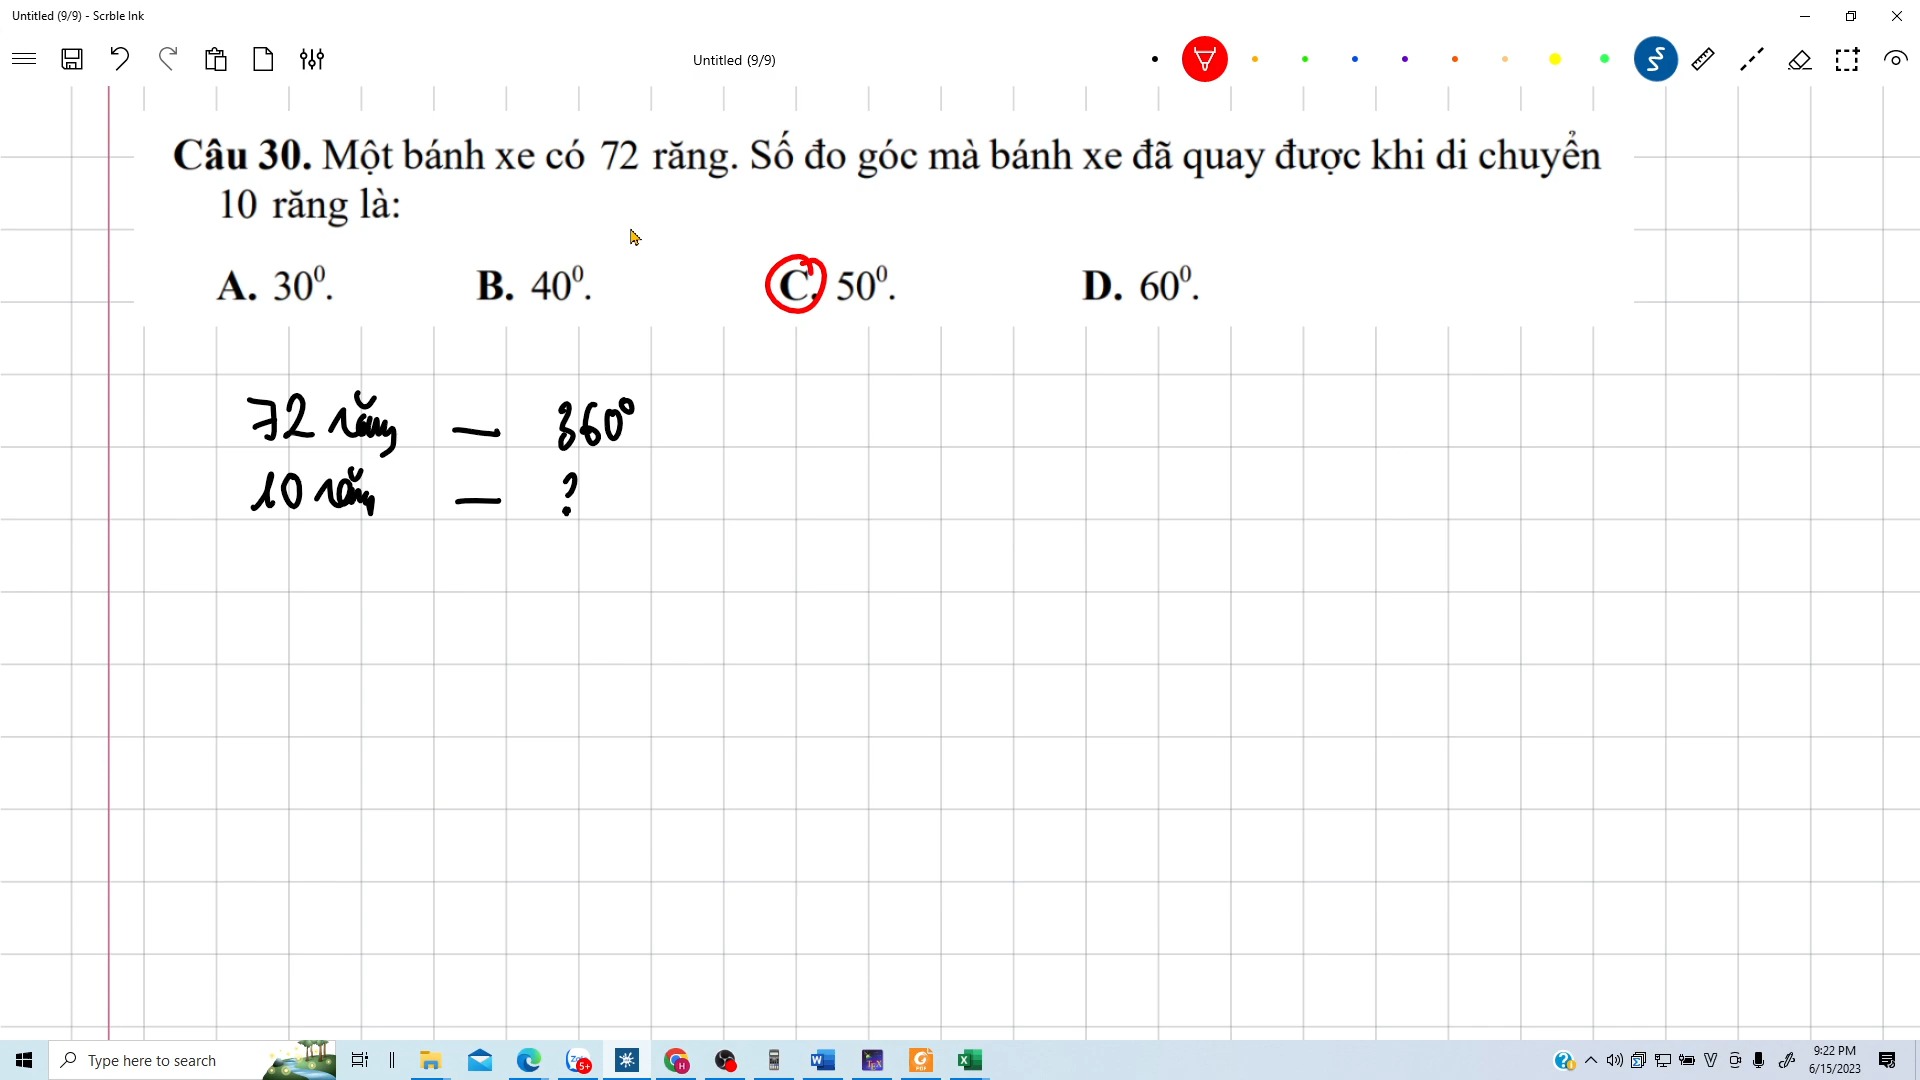 Untitled (9/9) - Scrble Ink
Untitled (9/9)
Câu 30. Một bánh xe có 72 răng. Số đo góc mà bánh xe đã quay được khi di chuyển
10 răng là:
A. 30⁰. B. 40⁰. C. 50⁰. D. 60⁰.
72 răng — 360⁰
10 răng — ?
Type here to search
9:22 PM
6/15/2023